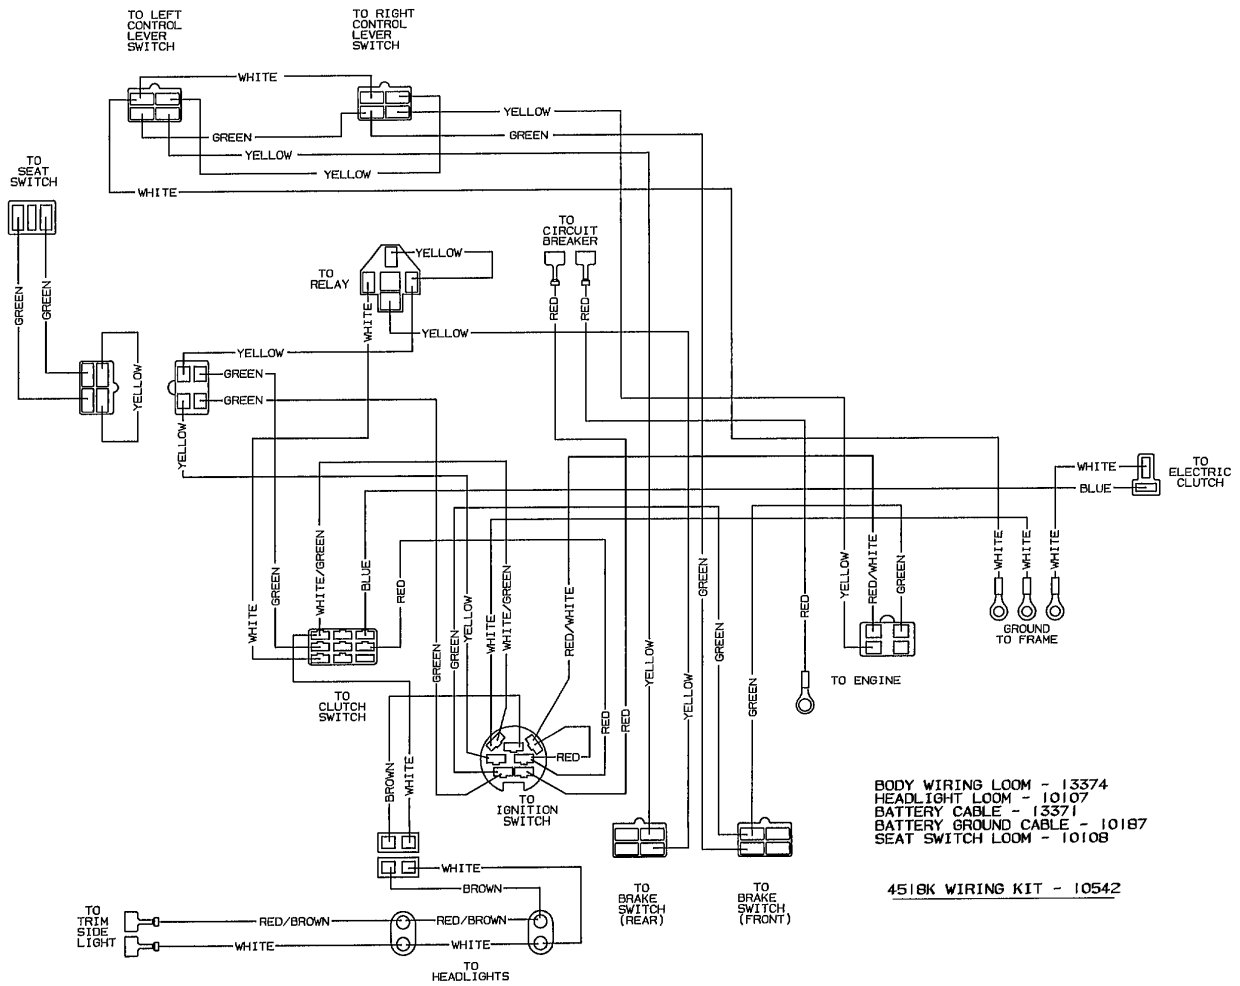 TO LEFT
CONTROL
LEVER
SWITCH
TO RIGHT
CONTROL
LEVER
SWITCH
WHITE
YELLOW
GREEN
GREEN
YELLOW
YELLOW
WHITE
TO
SEAT
SWITCH
GREEN
GREEN
YELLOW
TO
RELAY
YELLOW
WHITE
YELLOW
YELLOW
TO
CIRCUIT
BREAKER
RED
RED
GREEN
GREEN
YELLOW
WHITE
TO
ELECTRIC
CLUTCH
BLUE
WHITE
GREEN
WHITE/GREEN
BLUE
RED
GREEN
GREEN
YELLOW
WHITE
WHITE/GREEN
RED/WHITE
RED
RED
YELLOW
YELLOW
GREEN
GREEN
GREEN
RED
YELLOW
RED/WHITE
GREEN
WHITE
WHITE
WHITE
GROUND
TO FRAME
TO ENGINE
TO
CLUTCH
SWITCH
BROWN
WHITE
RED
TO
IGNITION
SWITCH
BODY WIRING LOOM - 13374
HEADLIGHT LOOM - 10107
BATTERY CABLE - 13371
BATTERY GROUND CABLE - 10187
SEAT SWITCH LOOM - 10108
4518K WIRING KIT - 10542
WHITE
BROWN
TO
BRAKE
SWITCH
(REAR)
TO
BRAKE
SWITCH
(FRONT)
TO
TRIM
SIDE
LIGHT
RED/BROWN
RED/BROWN
WHITE
WHITE
TO
HEADLIGHTS